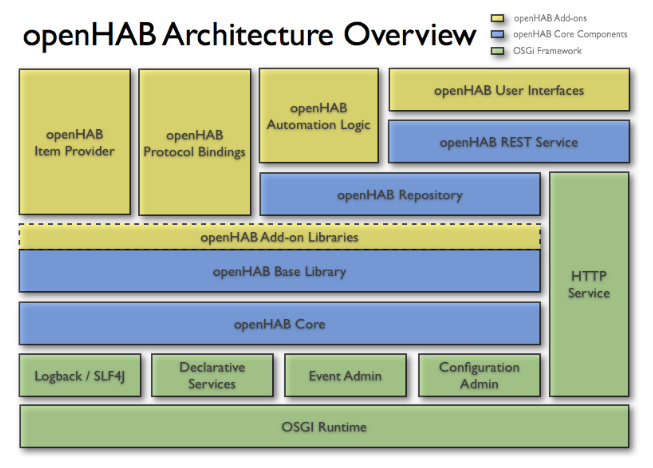 openHAB Architecture Overview
openHAB Add-ons
openHAB Core Components
OSGi Framework
openHAB
Item Provider
openHAB
Protocol Bindings
openHAB
Automation Logic
openHAB User Interfaces
openHAB REST Service
openHAB Repository
openHAB Add-on Libraries
openHAB Base Library
HTTP
Service
openHAB Core
Logback / SLF4J
Declarative
Services
Event Admin
Configuration
Admin
OSGI Runtime